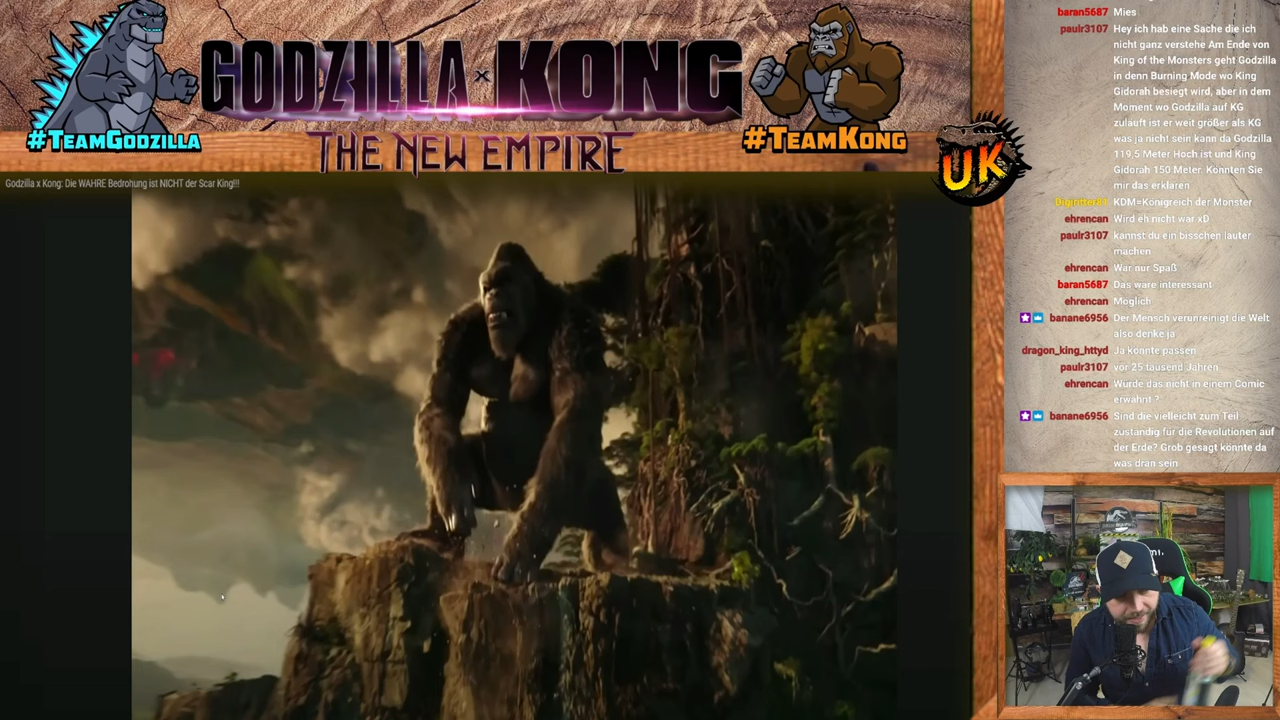 GODZILLA x KONG
#TEAMGODZILLA
#TEAMKONG
THE NEW EMPIRE
UK
Godzilla x Kong: Die WAHRE Bedrohung ist NICHT der Scar King!!!
baran5687 Mies
paulr3107 Hey ich hab eine Sache die ich
nicht ganz verstehe Am Ende von
King of the Monsters geht Godzilla
in denn Burning Mode wo King
Gidorah besiegt wird, aber in dem
Moment wo Godzilla auf KG
zuläuft ist er weit größer als KG
was ja nicht sein kann da Godzilla
119,5 Meter Hoch ist und King
Gidorah 150 Meter. Könnten Sie
mir das erklären
KDM=Königreich der Monster
ehrencan Wird eh nicht war xD
paulr3107 kannst du ein bisschen lauter
machen
ehrencan War nur Spaß
baran5687 Das wäre interessant
ehrencan Möglich
banane6956 Der Mensch verunreinigt die Welt
also denke ja
dragon_king_httyd Ja könnte passen
paulr3107 vor 25 tausend Jahren
ehrencan Würde das nicht in einem Comic
erwähnt ?
banane6956 Sind die vielleicht zum Teil
zuständig für die Revolutionen auf
der Erde? Grob gesagt könnte da
was dran sein